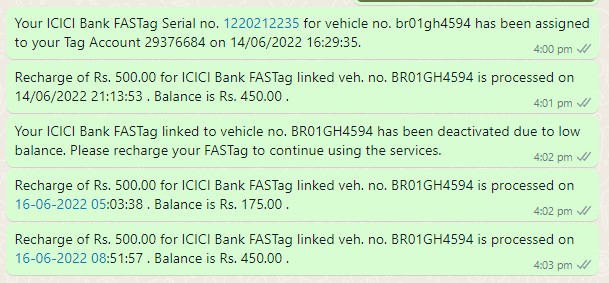 Your ICICI Bank FASTag Serial no. 1220212235 for vehicle no. br01gh4594 has been assigned
to your Tag Account 29376684 on 14/06/2022 16:29:35.
4:00 pm
Recharge of Rs. 500.00 for ICICI Bank FASTag linked veh. no. BR01GH4594 is processed on
14/06/2022 21:13:53 . Balance is Rs. 450.00 .
4:01 pm
Your ICICI Bank FASTag linked to vehicle no. BR01GH4594 has been deactivated due to low
balance. Please recharge your FASTag to continue using the services.
4:02 pm
Recharge of Rs. 500.00 for ICICI Bank FASTag linked veh. no. BR01GH4594 is processed on
16-06-2022 05:03:38 . Balance is Rs. 175.00 .
4:02 pm
Recharge of Rs. 500.00 for ICICI Bank FASTag linked veh. no. BR01GH4594 is processed on
16-06-2022 08:51:57 . Balance is Rs. 450.00 .
4:03 pm